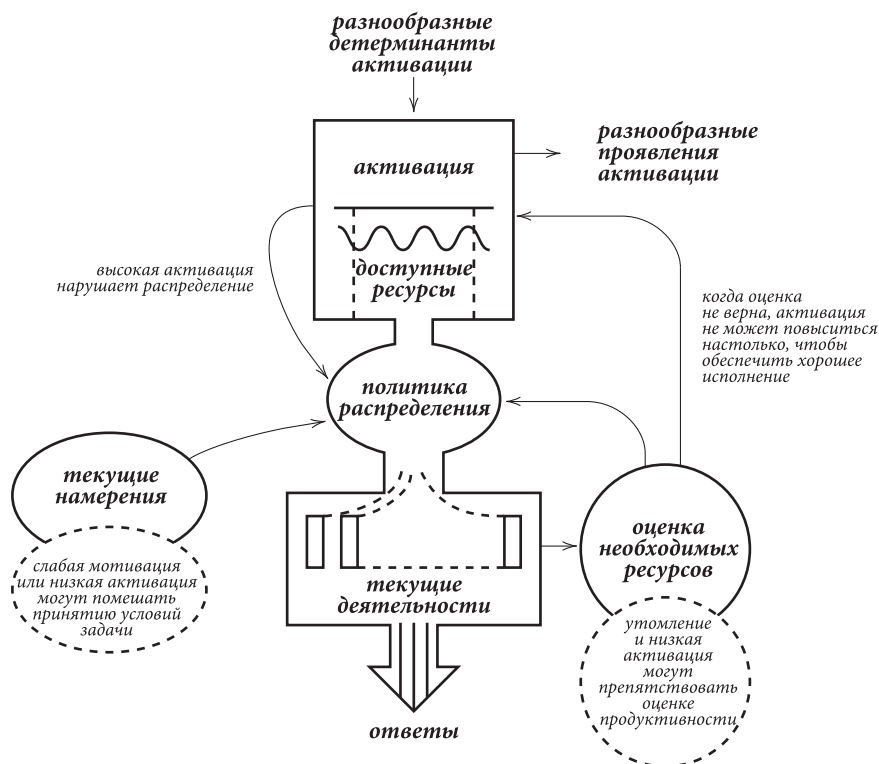 разнообразные
детерминанты
активации
активация
разнообразные
проявления
активации
доступные
ресурсы
высокая активация
нарушает распределение
когда оценка
не верна, активация
не может повыситься
настолько, чтобы
обеспечить хорошее
исполнение
политика
распределения
текущие
намерения
слабая мотивация
или низкая активация
могут помешать
принятию условий
задачи
текущие
деятельности
оценка
необходимых
ресурсов
утомление
и низкая
активация
могут
препятствовать
оценке
продуктивности
ответы